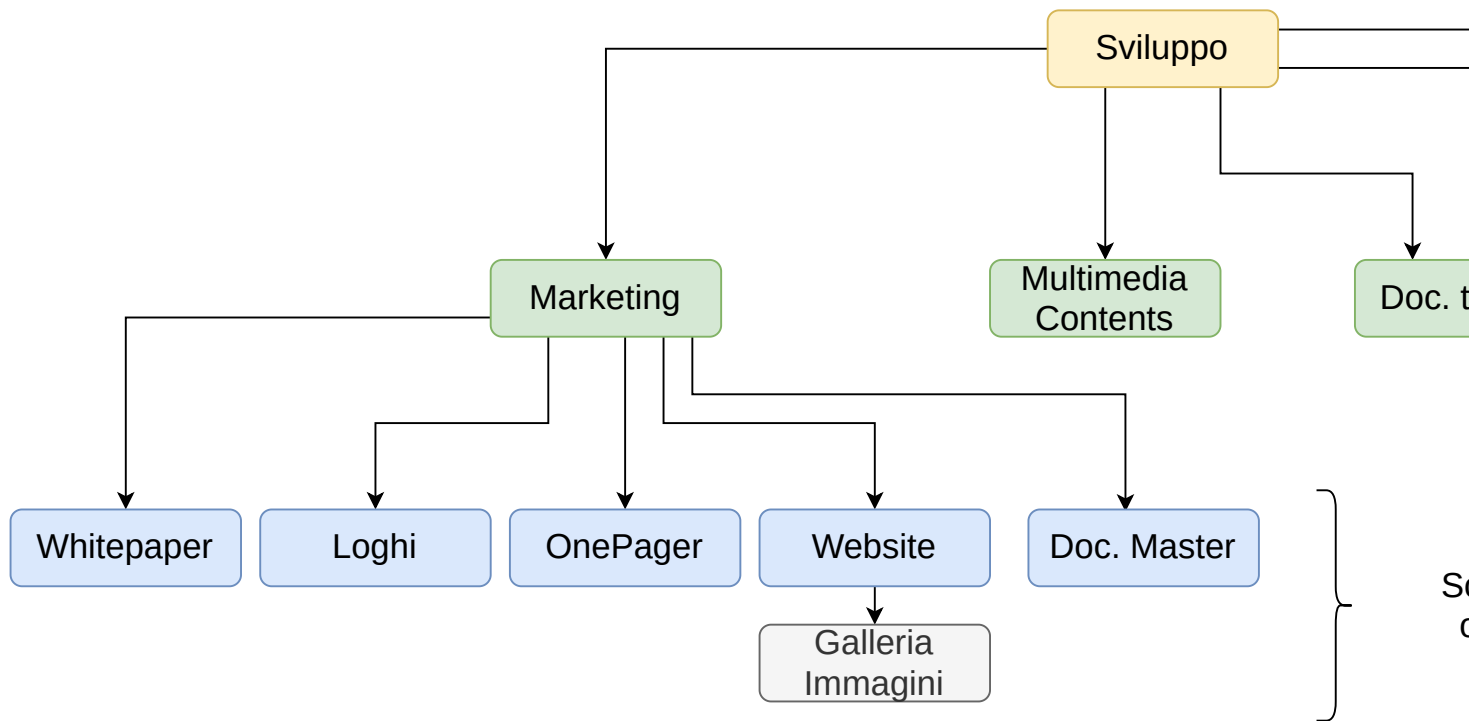 Sviluppo
Marketing
Multimedia
Contents
Doc.
Whitepaper
Loghi
OnePager
Website
Doc. Master
Galleria
Immagini